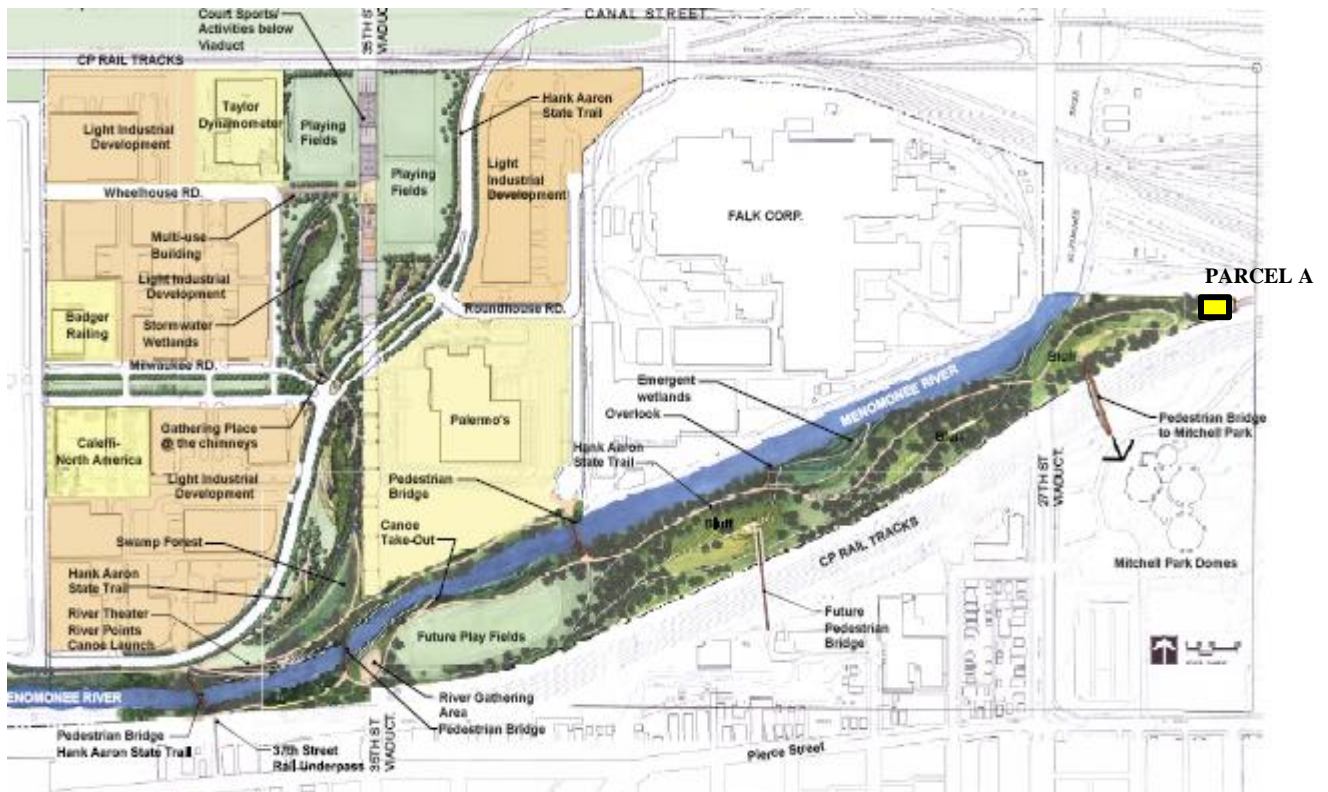 Court Sports/
Activities below
Viaduct
35TH ST
VIADUCT
CANAL STREET
CP RAIL TRACKS
Light Industrial
Development
Taylor
Dynamometer
Playing
Fields
Playing
Fields
Hank Aaron
State Trail
Light
Industrial
Development
FALK CORP.
Wheelhouse RD.
Multi-use
Building
Light Industrial
Development
Stormwater
Wetlands
Badger
Railing
Milwaukee RD.
Roundhouse RD.
PARCEL A
Bluff
Emergent
wetlands
Overlook
MENOMONEE RIVER
Pedestrian Bridge
to Mitchell Park
Palermo's
Gathering Place
@ the chimneys
Caleffi-
North America
Hank Aaron
State Trail
Bluff
27TH ST
VIADUCT.
Light Industrial
Development
Pedestrian
Bridge
Canoe
Take-Out
Bluff
Swamp Forest
CP RAIL TRACKS
Mitchell Park Domes
Hank Aaron
State Trail
River Theater
River Points
Canoe Launch
Future Play Fields
Future
Pedestrian
Bridge
ENOMONEE RIVER
River Gathering
Area
Pedestrian Bridge
35TH ST
VIADUCT.
Pedestrian Bridge
Hank Aaron State Trail
37th Street
Rail Underpass
Pierce Street